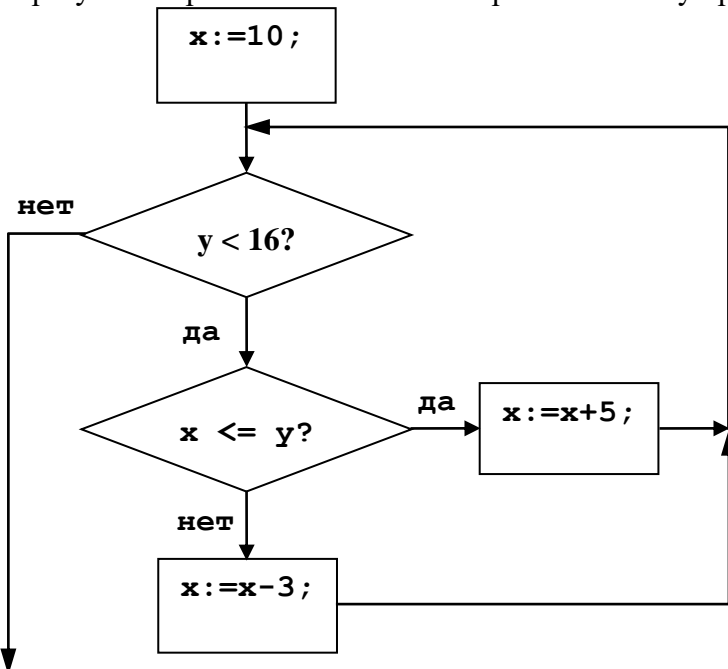 x:=10;
нет
y < 16?
да
x <= y?
да
x:=x+5;
нет
x:=x-3;